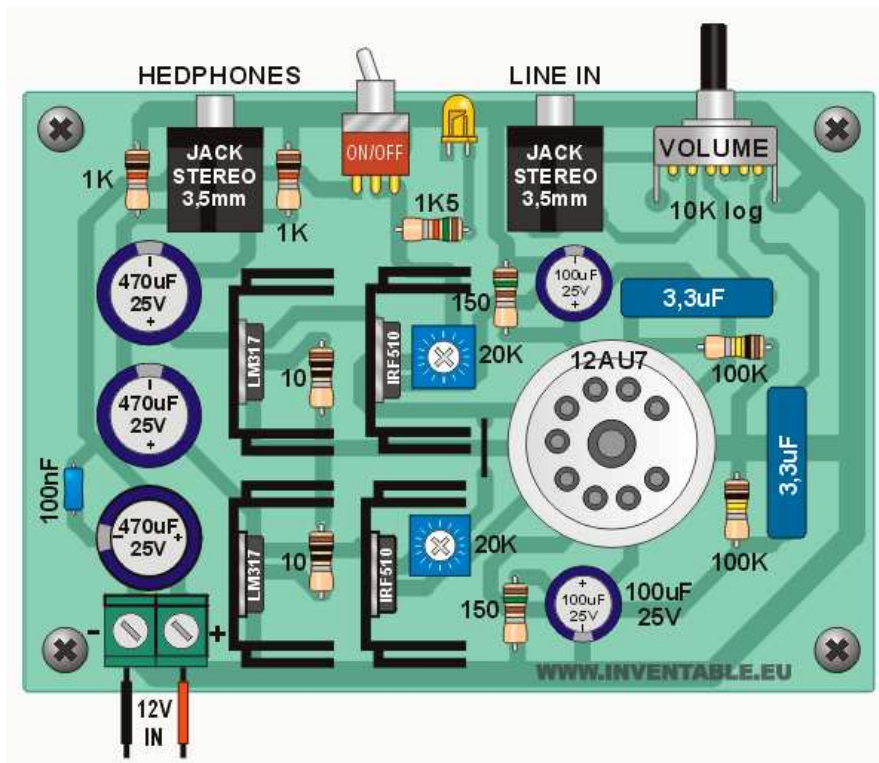 HEDPHONES
LINE IN
JACK
STEREO
3,5mm
ON/OFF
JACK
STEREO
3,5mm
VOLUME
1K
1K
1K5
10K log
470uF
25V
+
150
100uF
25V
+
3,3uF
LM317
10
IRF510
20K
12AU7
100K
470uF
25V
+
100nF
3,3uF
470uF
25V
- +
LM317
10
IRF510
20K
100K
150
+
100uF
25V
100uF
25V
- +
WWW.INVENTABLE.EU
12V
IN